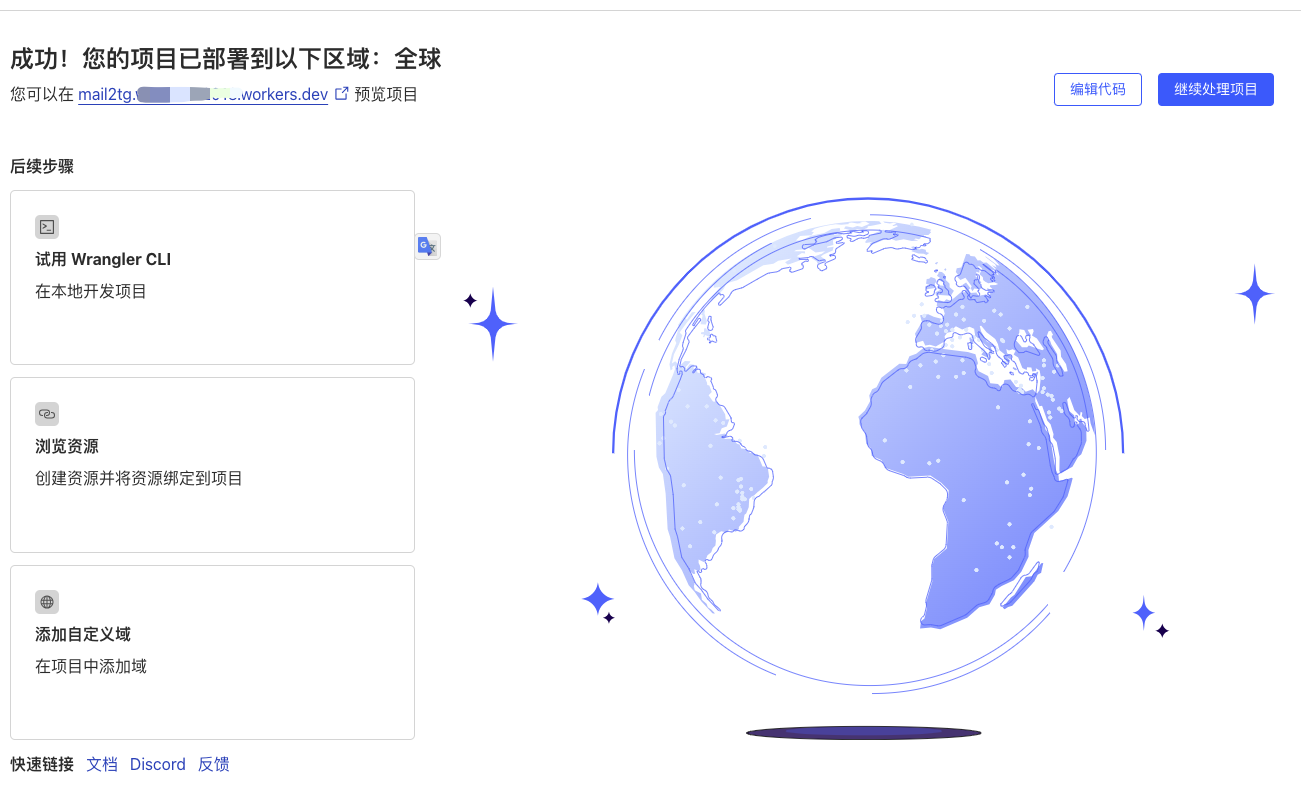 成功！您的项目已部署到以下区域：全球
您可以在 mail2tg. .workers.dev 预览项目
编辑代码
继续处理项目
后续步骤
试用 Wrangler CLI
在本地开发项目
浏览资源
创建资源并将资源绑定到项目
添加自定义域
在项目中添加域
快速链接 文档 Discord 反馈